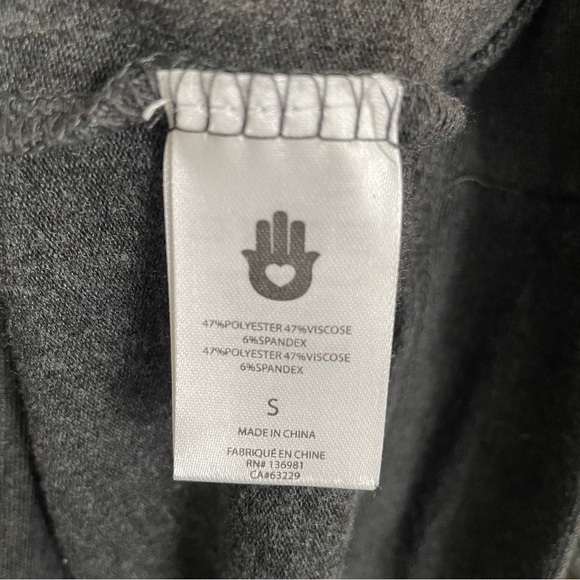 47%POLYESTER 47%VISCOSE
6%SPANDEX
47%POLYESTER 47%VISCOSE
6%SPANDEX
S
MADE IN CHINA
FABRIQUÉ EN CHINE
RN# 136981
CA#63229